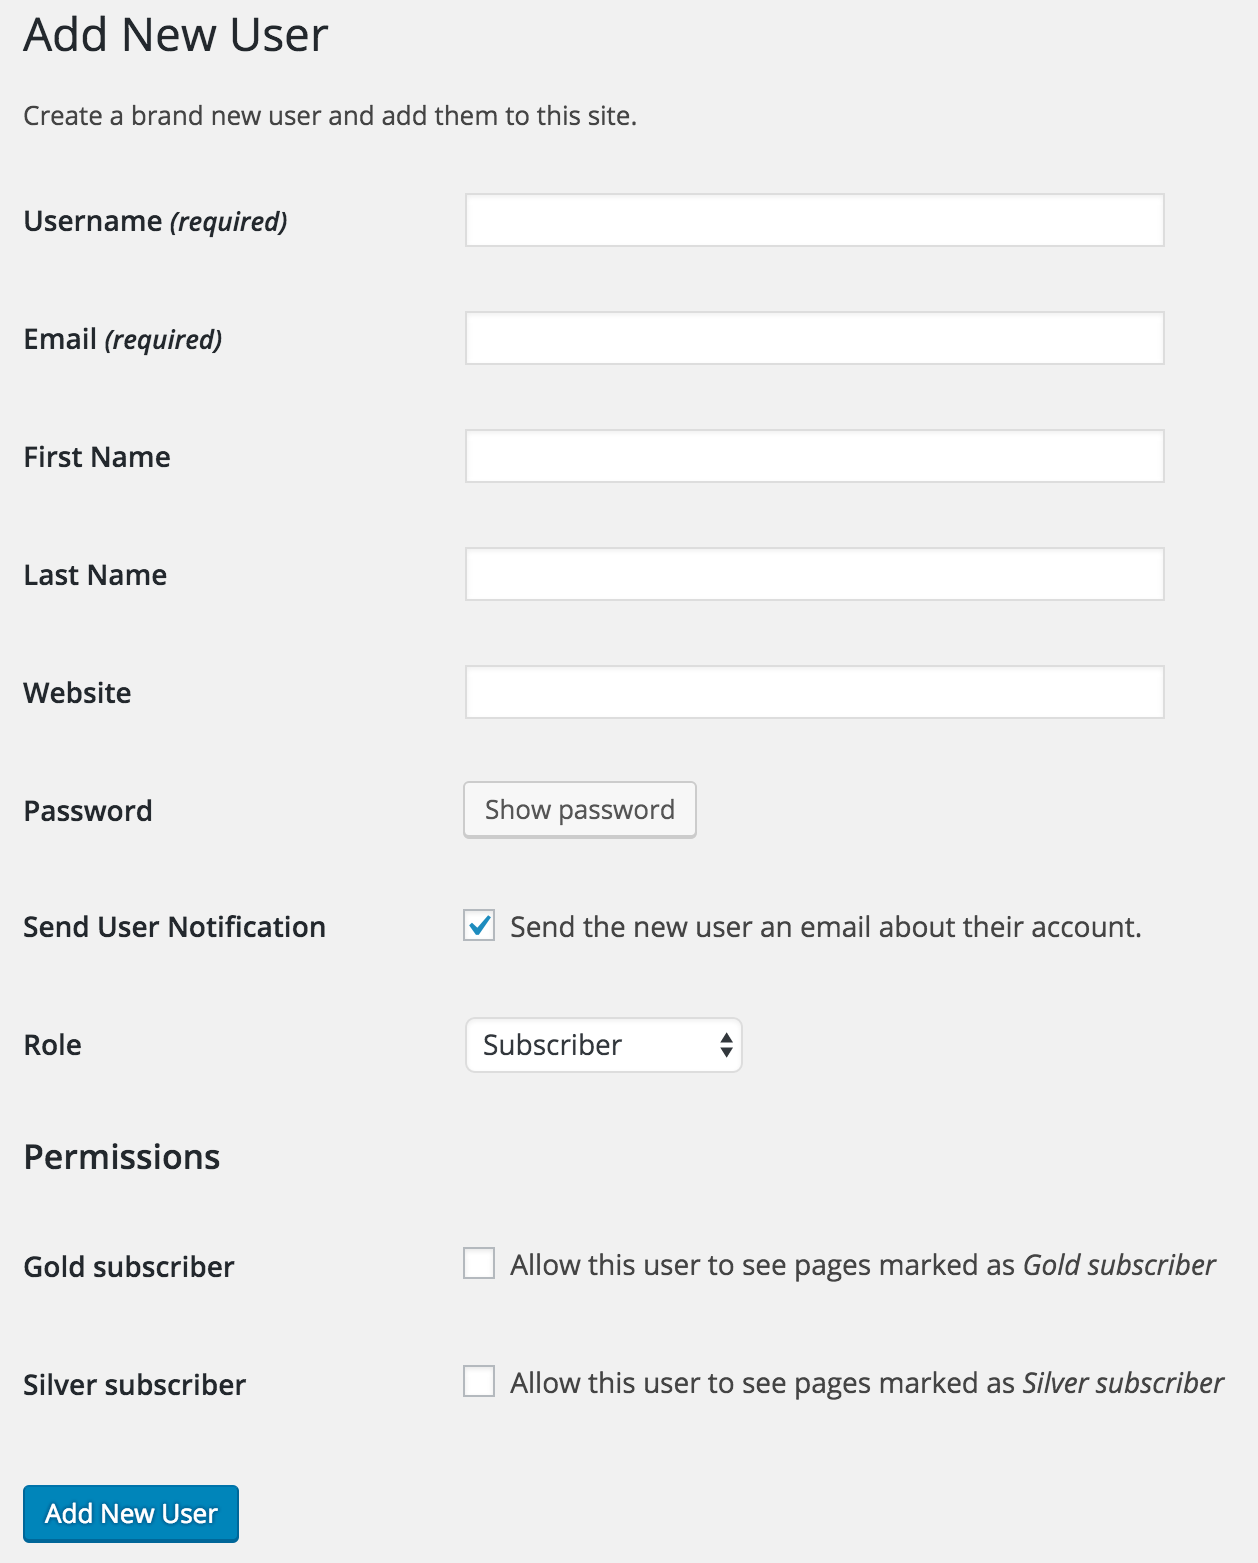 Add New User
Create a brand new user and add them to this site.
Username (required)
Email (required)
First Name
Last Name
Website
Password Show password
Send User Notification Send the new user an email about their account.
Role Subscriber
Permissions
Gold subscriber Allow this user to see pages marked as Gold subscriber
Silver subscriber Allow this user to see pages marked as Silver subscriber
Add New User